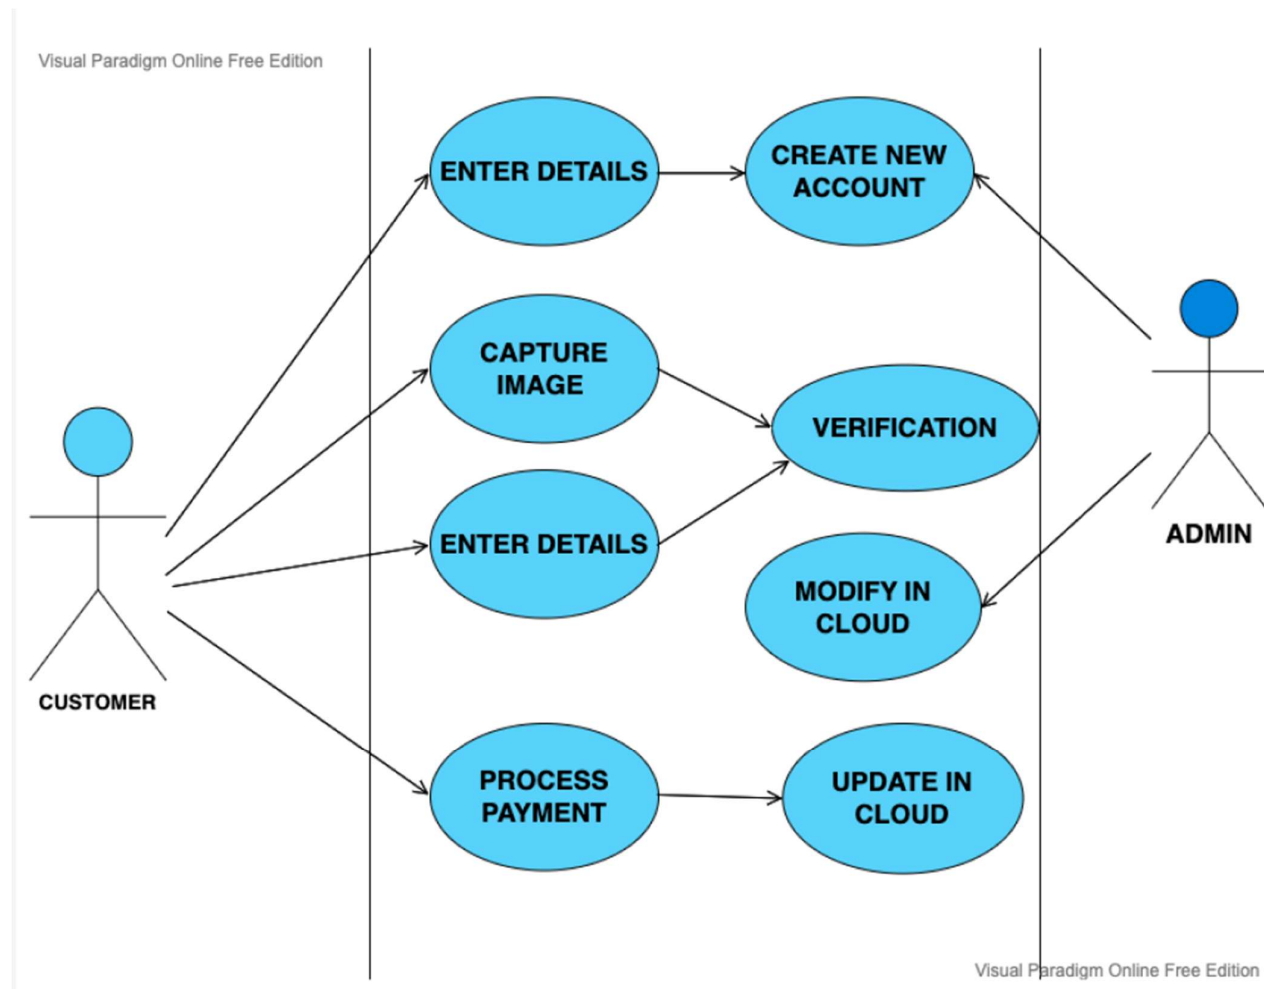 Visual Paradigm Online Free Edition
ENTER DETAILS
CREATE NEW
ACCOUNT
CAPTURE
IMAGE
VERIFICATION
ENTER DETAILS
ADMIN
MODIFY IN
CLOUD
CUSTOMER
PROCESS
PAYMENT
UPDATE IN
CLOUD
Visual Paradigm Online Free Edition